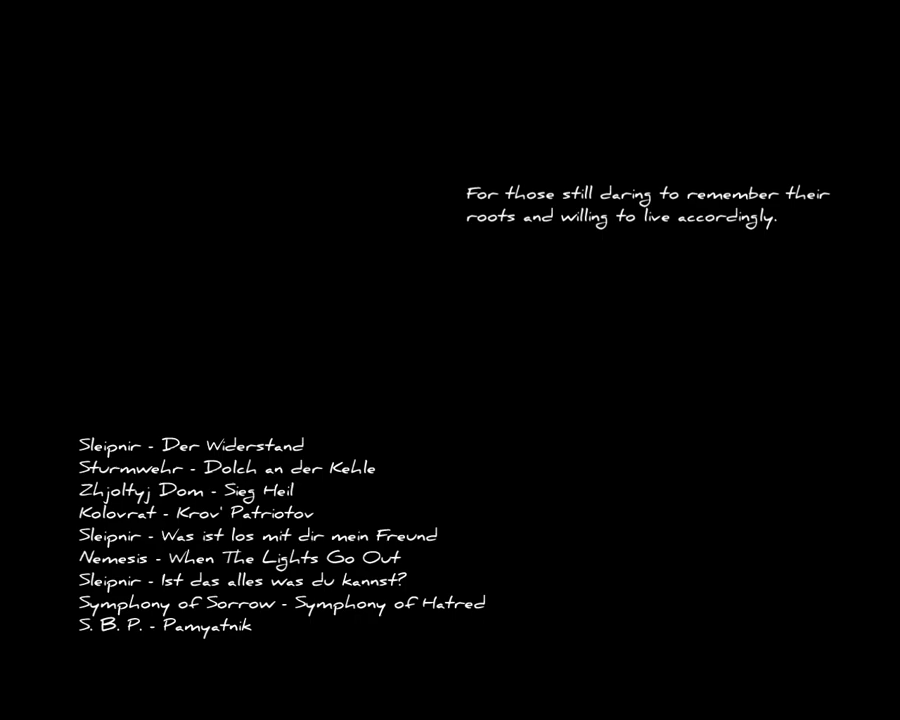 For those still daring to remember their
roots and willing to live accordingly.
Sleipnir - Der Widerstand
Sturmwehr - Dolch an der Kehle
Zhjoltyj Dom - Sieg Heil
Kolovrat - Krov' Patriotov
Sleipnir - Was ist los mit dir mein Freund
Nemesis - When The Lights Go Out
Sleipnir - Ist das alles was du kannst?
Symphony of Sorrow - Symphony of Hatred
S. B. P. - Pamyatnik